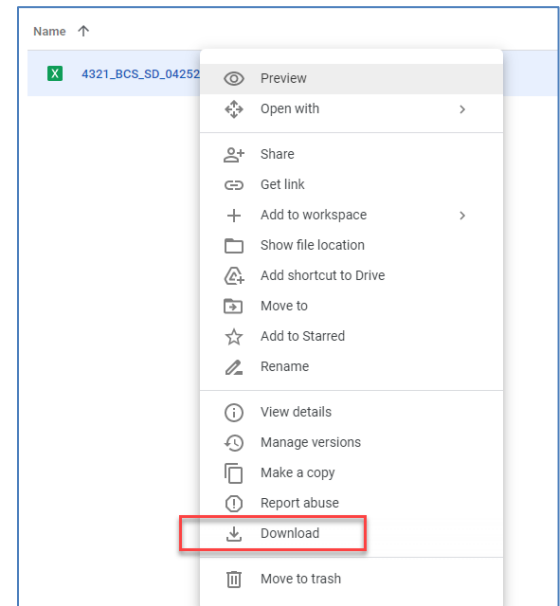 Name
X 4321_BCS_SD_04252
Preview
Open with
Share
Get link
Add to workspace
Show file location
Add shortcut to Drive
Move to
Add to Starred
Rename
View details
Manage versions
Make a copy
Report abuse
Download
Move to trash